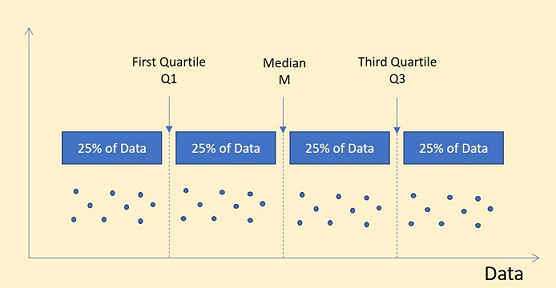 First Quartile
Q1
Median
M
Third Quartile
Q3
25% of Data
25% of Data
25% of Data
25% of Data
Data